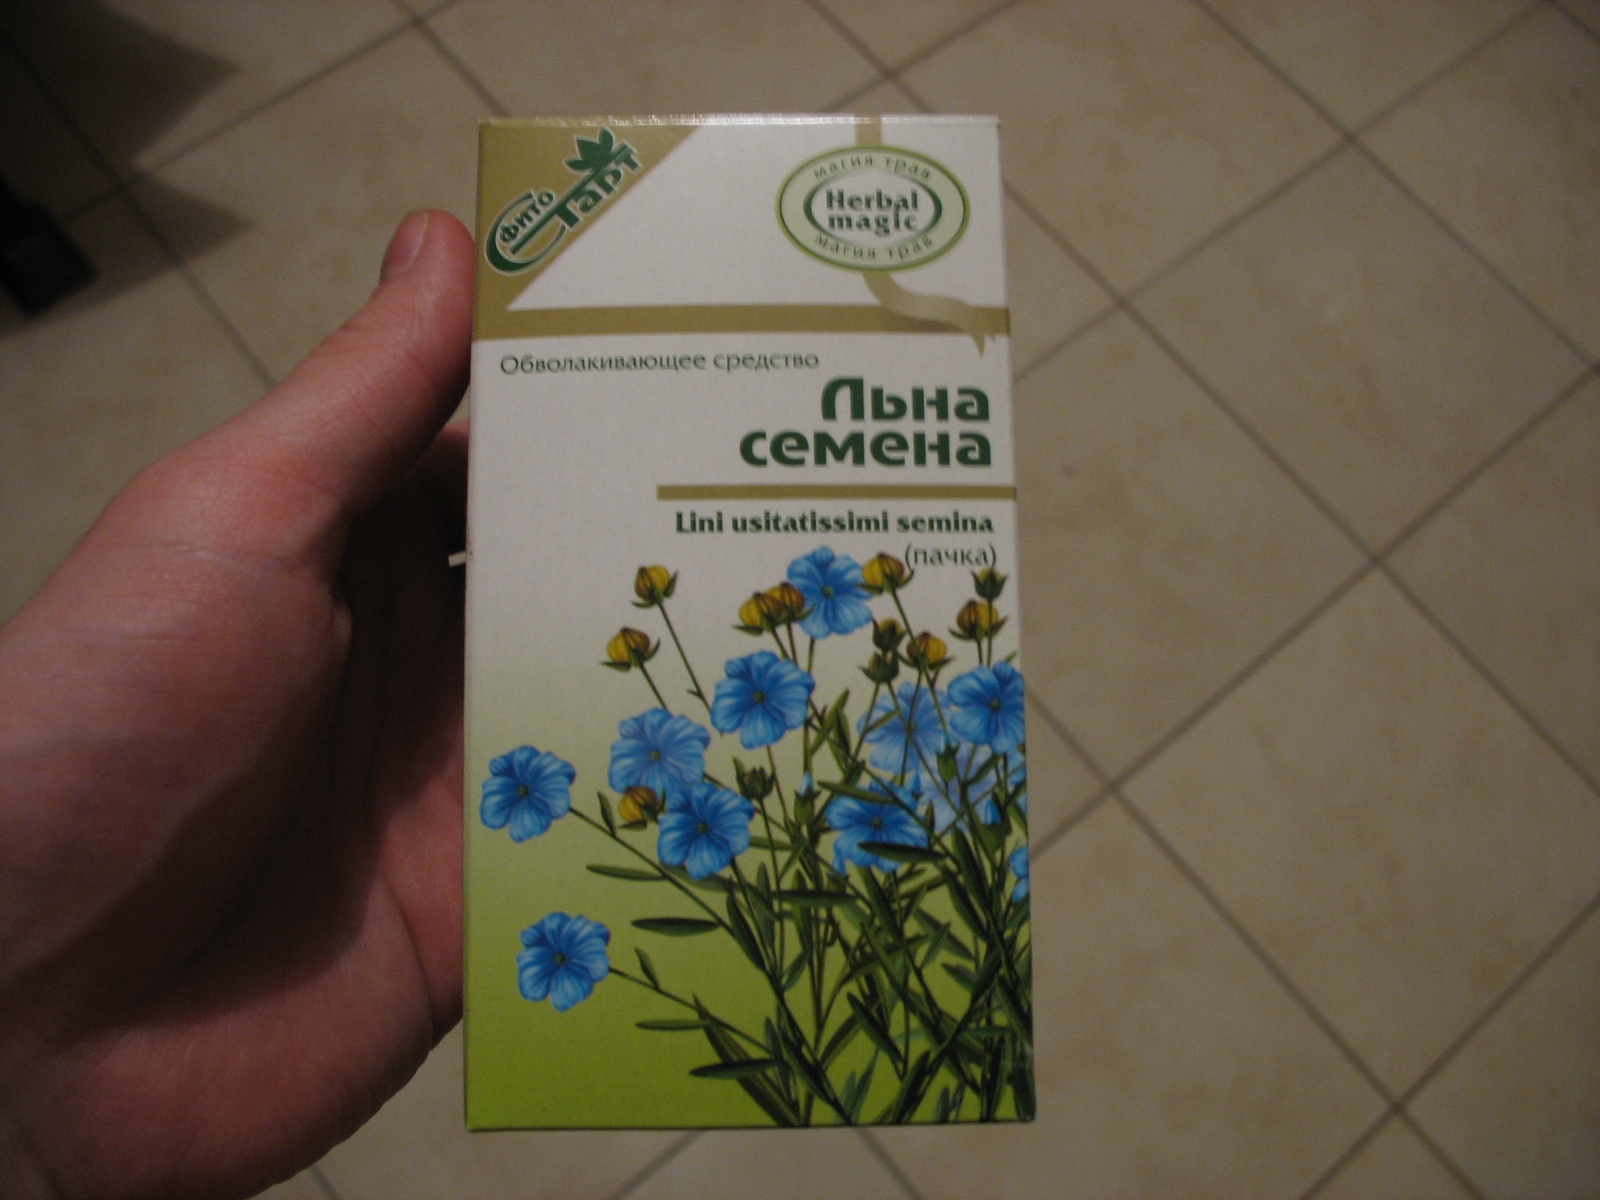 фито
Старт
магия трав
Herbal
magic
магия трав
Обволакивающее средство
Льна
семена
Lini usitatissimi semina
(пачка)